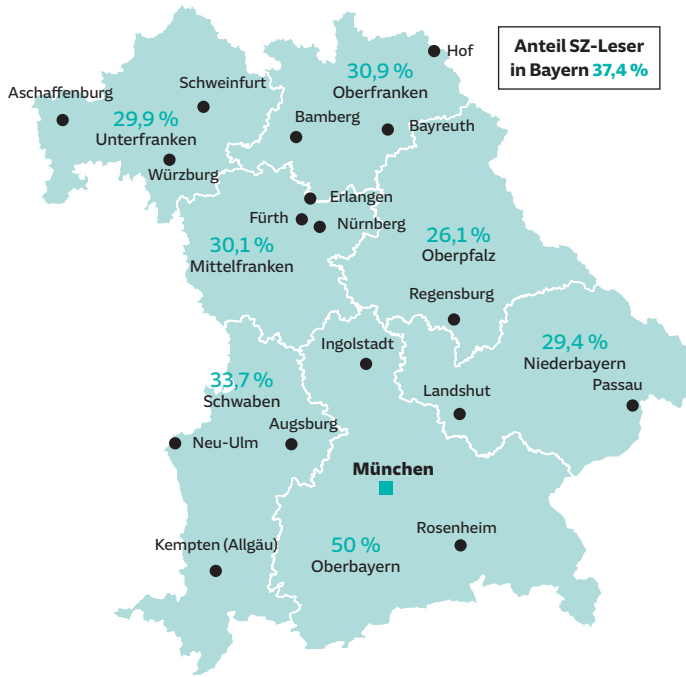 Anteil SZ-Leser
in Bayern 37,4 %
Hof
30,9 %
Oberfranken
Schweinfurt
Aschaffenburg
29,9 %
Unterfranken
Bamberg
Bayreuth
Würzburg
Erlangen
Fürth
Nürnberg
30,1 %
Mittelfranken
26,1 %
Oberpfalz
Regensburg
Ingolstadt
29,4 %
Niederbayern
33,7 %
Schwaben
Landshut
Passau
Augsburg
Neu-Ulm
München
Rosenheim
Kempten (Allgäu)
50 %
Oberbayern